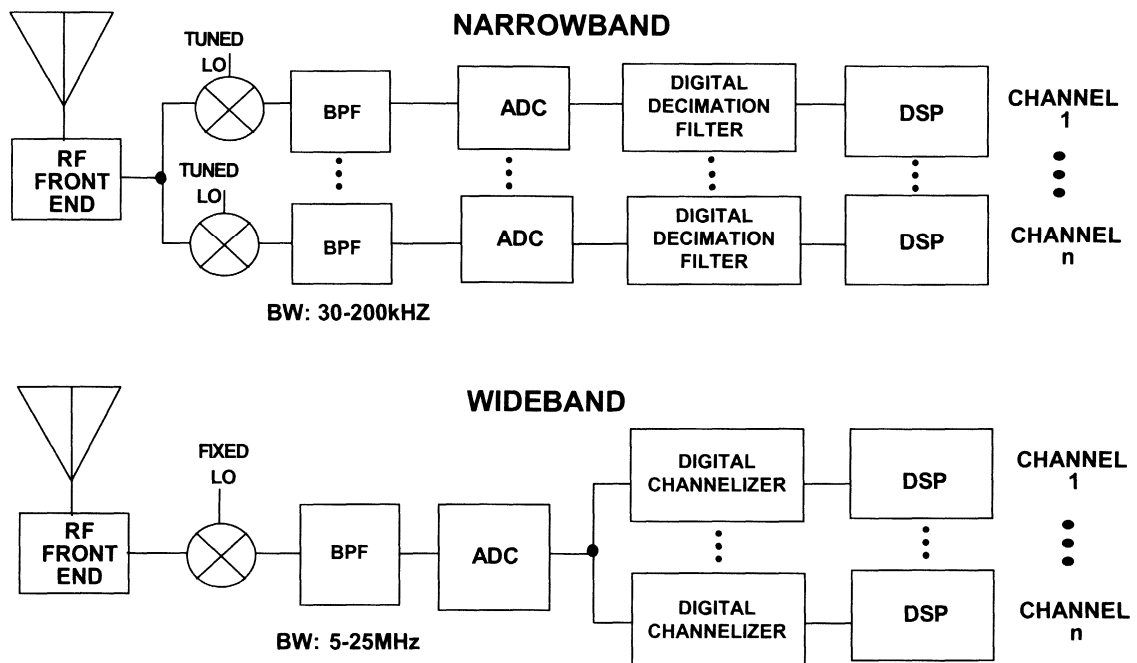 NARROWBAND
TUNED
LO
BPF
ADC
DIGITAL
DECIMATION
FILTER
DSP
CHANNEL
1
RF
FRONT
END
TUNED
LO
BPF
ADC
DIGITAL
DECIMATION
FILTER
DSP
CHANNEL
n
BW: 30-200kHZ
WIDEBAND
FIXED
LO
RF
FRONT
END
BPF
ADC
DIGITAL
CHANNELIZER
DSP
CHANNEL
1
DIGITAL
CHANNELIZER
DSP
CHANNEL
n
BW: 5-25MHz